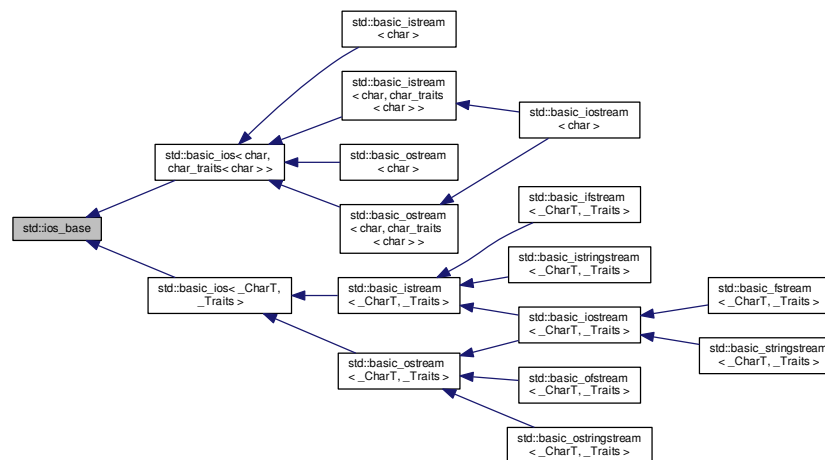 std::basic_istream
< char >
std::basic_istream
< char, char_traits
< char > >
std::basic_iostream
< char >
std::basic_ios< char,
char_traits< char > >
std::basic_ostream
< char >
std::basic_ifstream
< _CharT, _Traits >
std::ios_base
std::basic_ostream
< char, char_traits
< char > >
std::basic_istringstream
< _CharT, _Traits >
std::basic_ios< _CharT,
_Traits >
std::basic_istream
< _CharT, _Traits >
std::basic_fstream
< _CharT, _Traits >
std::basic_iostream
< _CharT, _Traits >
std::basic_stringstream
< _CharT, _Traits >
std::basic_ostream
< _CharT, _Traits >
std::basic_ofstream
< _CharT, _Traits >
std::basic_ostringstream
< _CharT, _Traits >